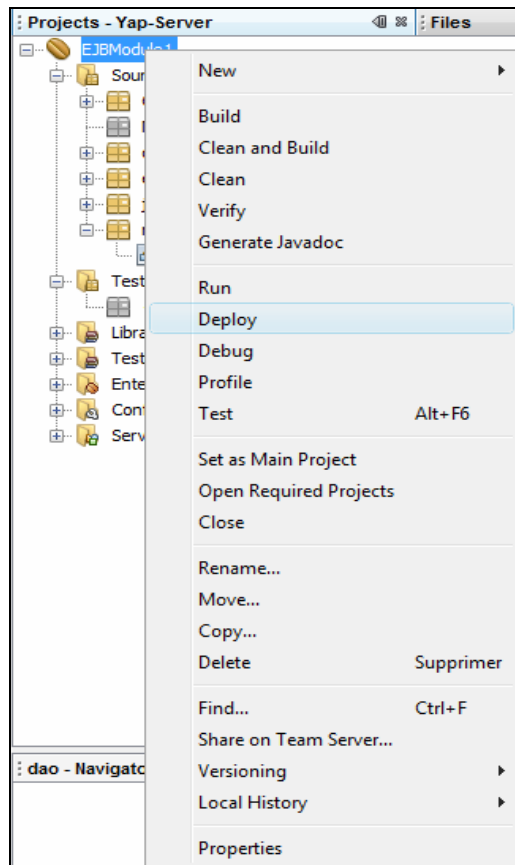 Projects - Yap-Server Files
EJBModule1
Sour
New
Build
Clean and Build
Clean
Verify
Generate Javadoc
Test
Run
Deploy
Libra
Debug
Test
Profile
Ente
Test Alt+F6
Conf
Serv
Set as Main Project
Open Required Projects
Close
Rename...
Move...
Copy...
Delete Supprimer
Find... Ctrl+F
Share on Team Server...
dao - Navigato
Versioning
Local History
Properties